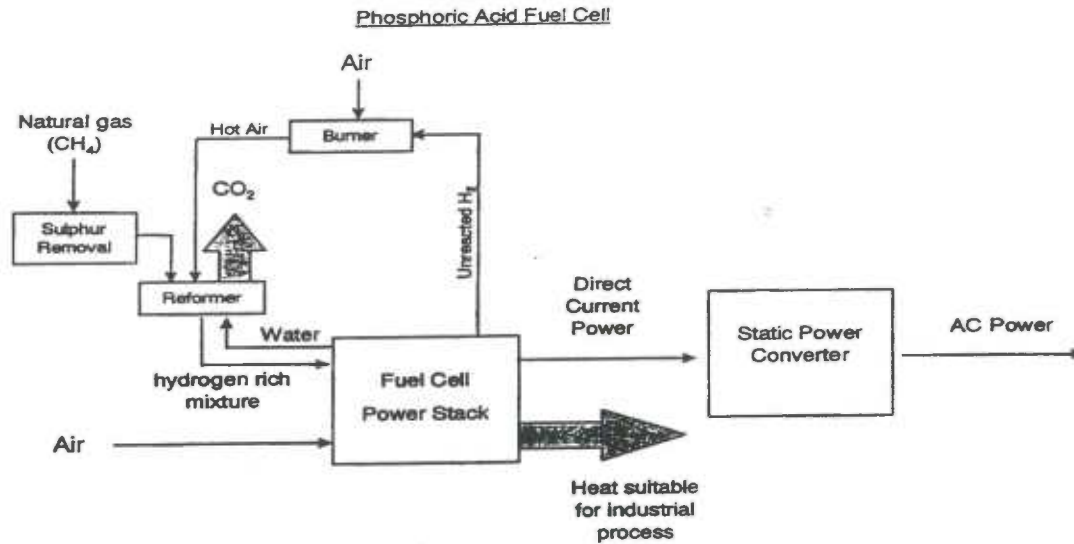 Phosphoric Acid Fuel Cell
Air
Natural gas
(CH₄)
Hot Air
Burner
CO₂
Unreacted H₂
Sulphur
Removal
Reformer
Water
hydrogen rich
mixture
Air
Fuel Cell
Power Stack
Direct
Current
Power
Static Power
Converter
AC Power
Heat suitable
for industrial
process